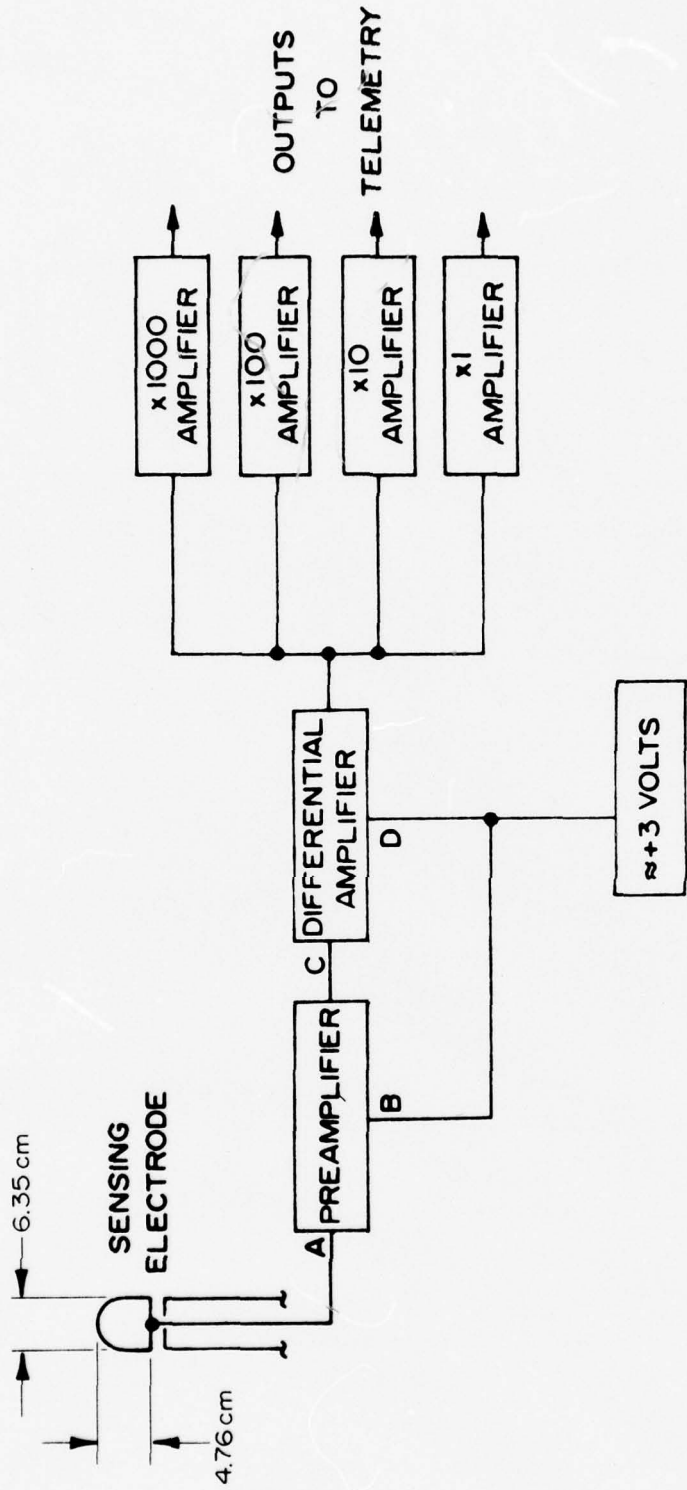 6.35 cm
4.76 cm
SENSING
ELECTRODE
A
PREAMPLIFIER
B
C
DIFFERENTIAL
AMPLIFIER
D
≈+3 VOLTS
x1000
AMPLIFIER
x100
AMPLIFIER
x10
AMPLIFIER
x1
AMPLIFIER
OUTPUTS
TO
TELEMETRY